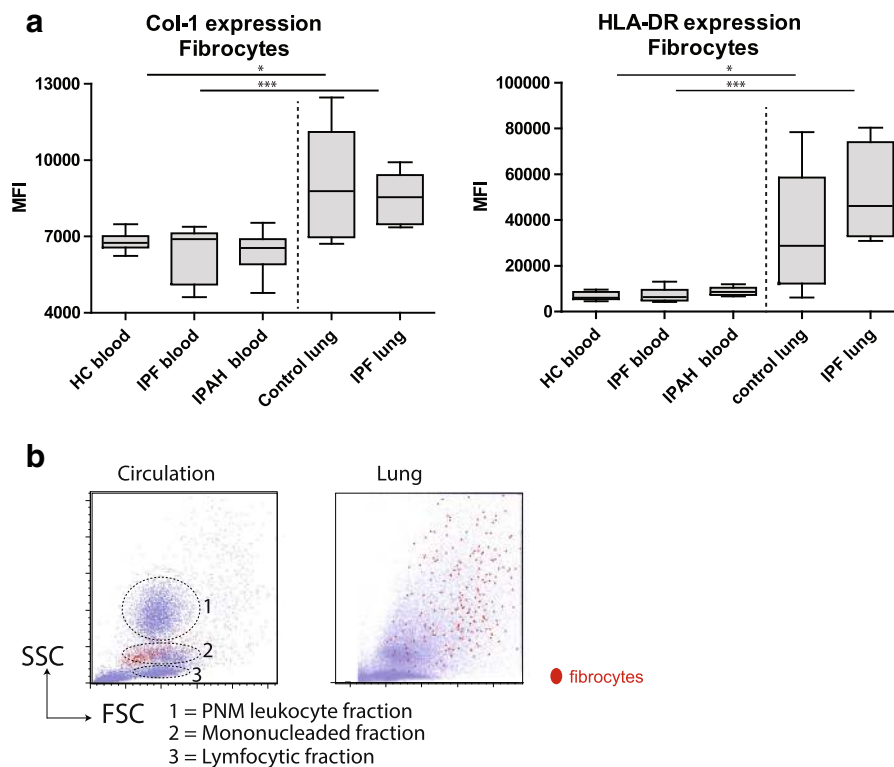 a
Col-1 expression
Fibrocytes
*
***
13000
10000
7000
4000
MFI
HC blood
IPF blood
IPAH blood
Control lung
IPF lung
HLA-DR expression
Fibrocytes
*
***
100000
80000
60000
40000
20000
0
MFI
HC blood
IPF blood
IPAH blood
control lung
IPF lung
b
Circulation
Lung
1
2
3
SSC
FSC
fibrocytes
1 = PNM leukocyte fraction
2 = Mononucleaded fraction
3 = Lymfocytic fraction